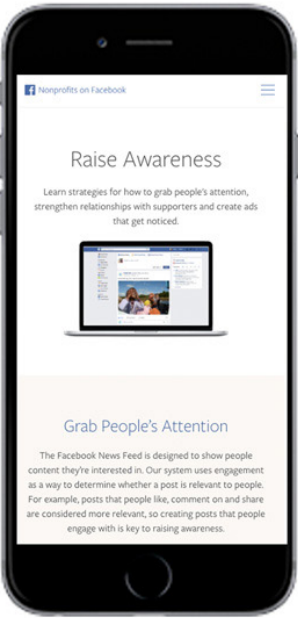 Nonprofits on Facebook
Raise Awareness
Learn strategies for how to grab people's attention,
strengthen relationships with supporters and create ads
that get noticed.
Grab People's Attention
The Facebook News Feed is designed to show people
content they're interested in. Our system uses engagement
as a way to determine whether a post is relevant to people.
For example, posts that people like, comment on and share
are considered more relevant, so creating posts that people
engage with is key to raising awareness.